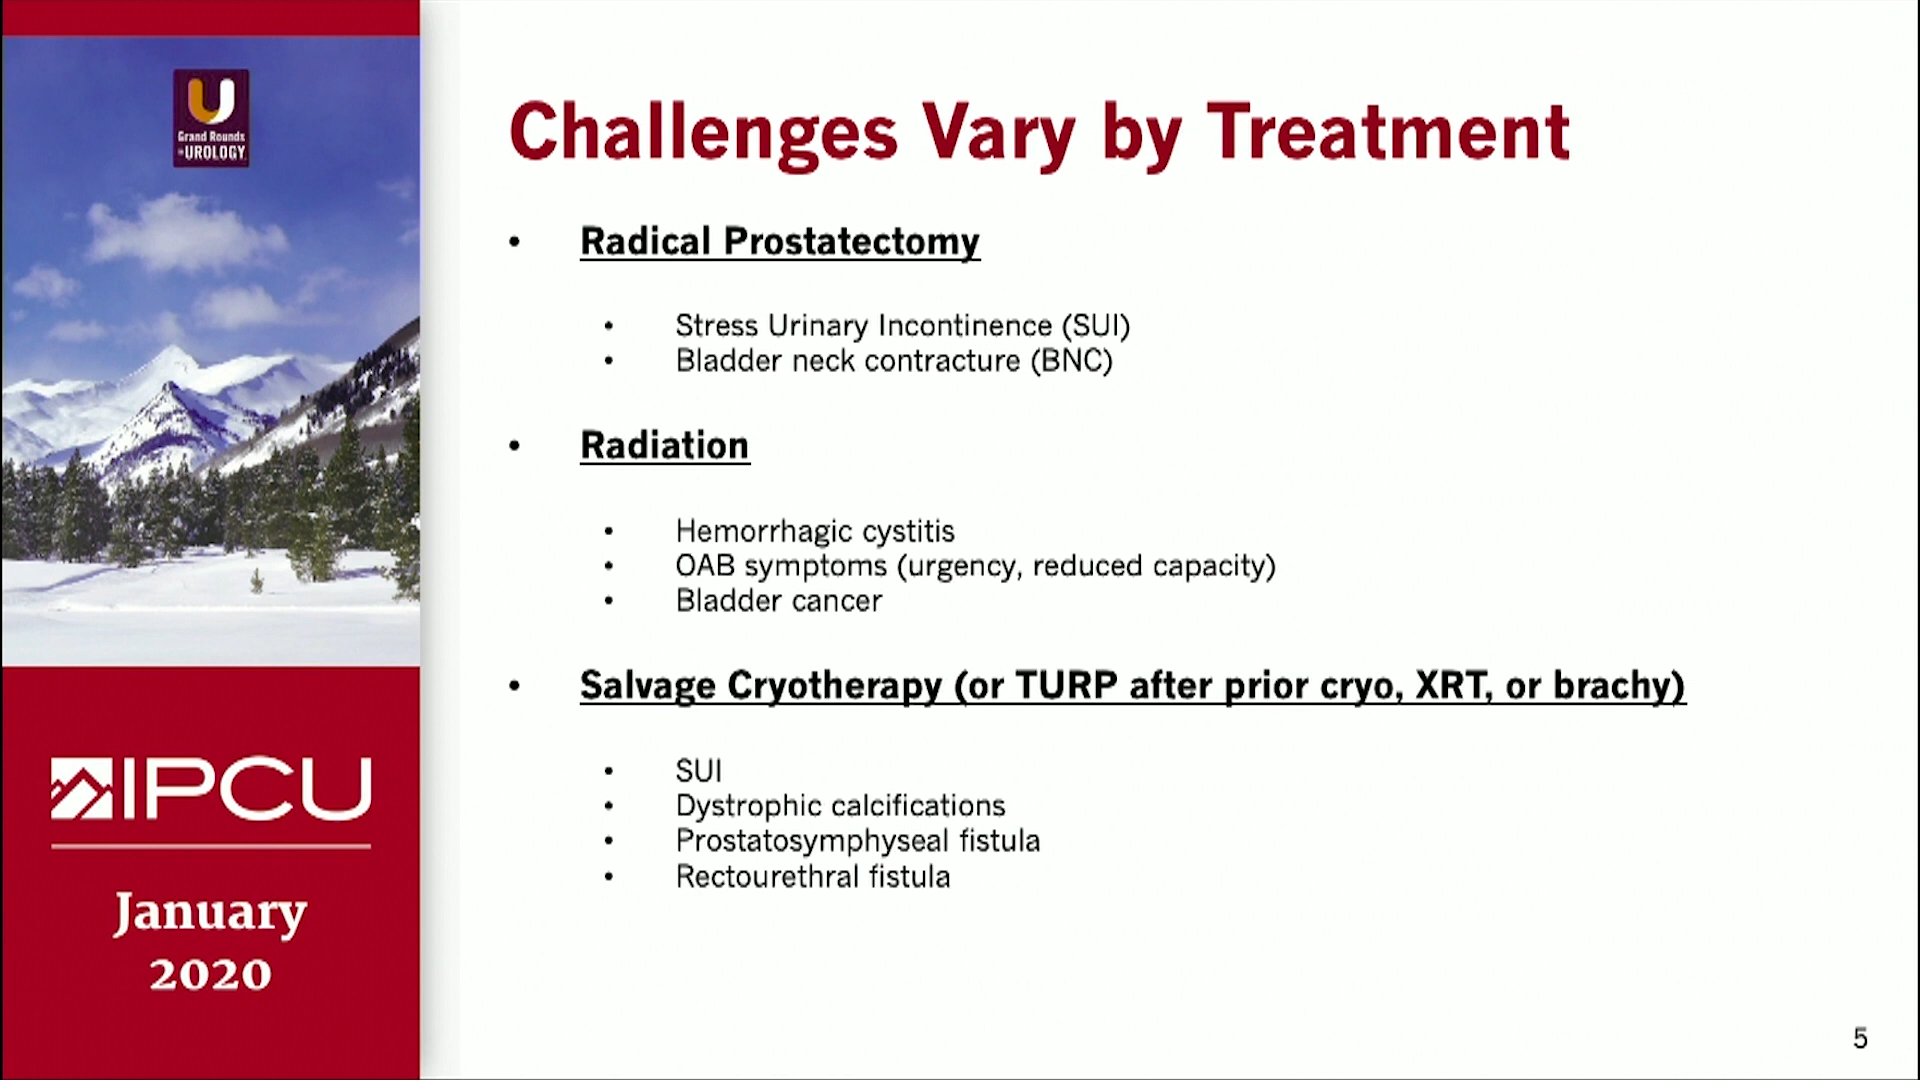 Grand Rounds
in UROLOGY
IPCU
January
2020
Challenges Vary by Treatment
• Radical Prostatectomy
• Stress Urinary Incontinence (SUI)
• Bladder neck contracture (BNC)
• Radiation
• Hemorrhagic cystitis
• OAB symptoms (urgency, reduced capacity)
• Bladder cancer
• Salvage Cryotherapy (or TURP after prior cryo, XRT, or brachy)
• SUI
• Dystrophic calcifications
• Prostatosymphyseal fistula
• Rectourethral fistula
5